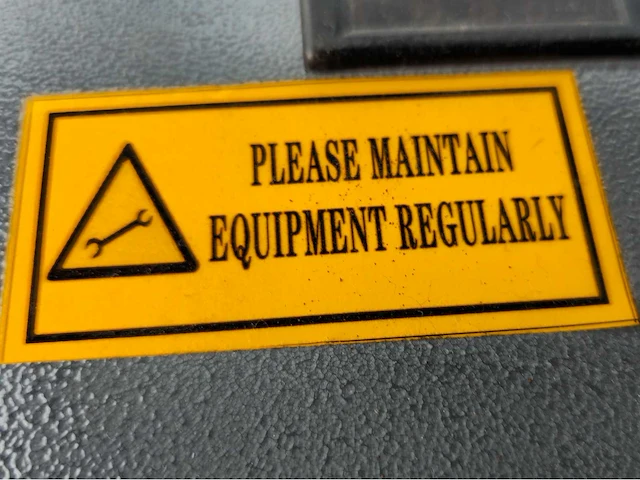 PLEASE MAINTAIN
EQUIPMENT REGULARLY